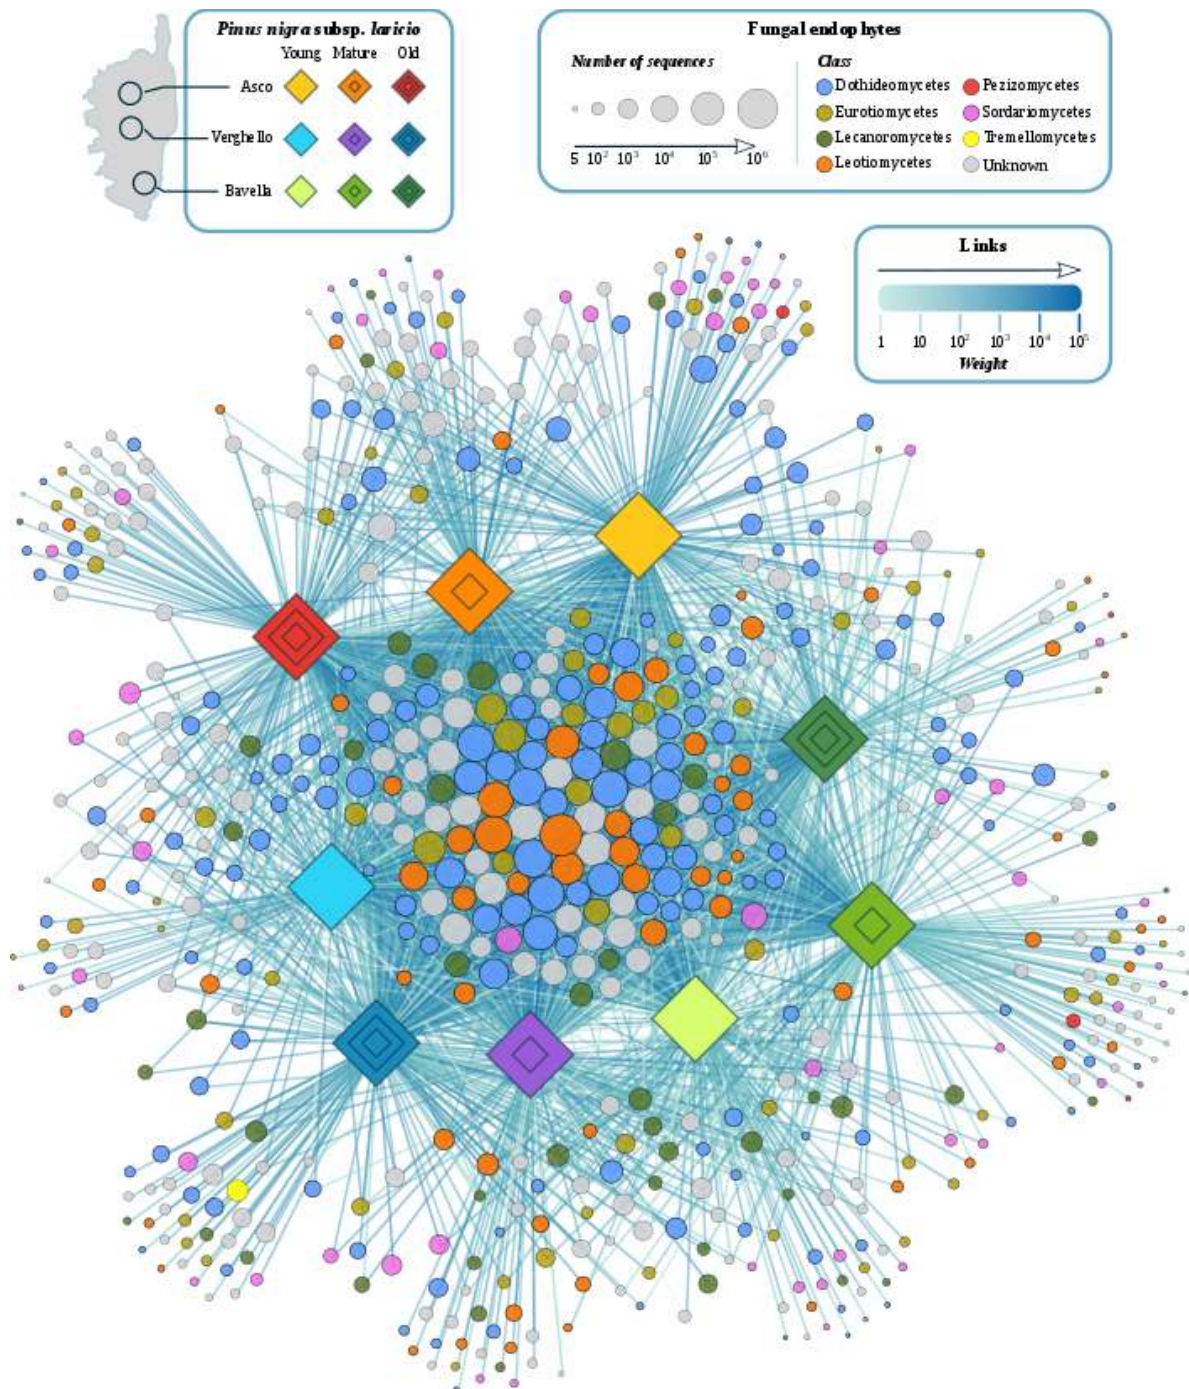 Pinus nigra subsp. laricio
Young Mature Old
Asco
Verghello
Bavella
Fungal endophytes
Number of sequences
5 10² 10³ 10⁴ 10⁵ 10⁶
Class
Dothideomycetes
Eurotiomycetes
Lecanoromycetes
Leotiomycetes
Pezizomycetes
Sordariomycetes
Tremellomycetes
Unknown
Links
1 10 10² 10³ 10⁴ 10⁵
Weight